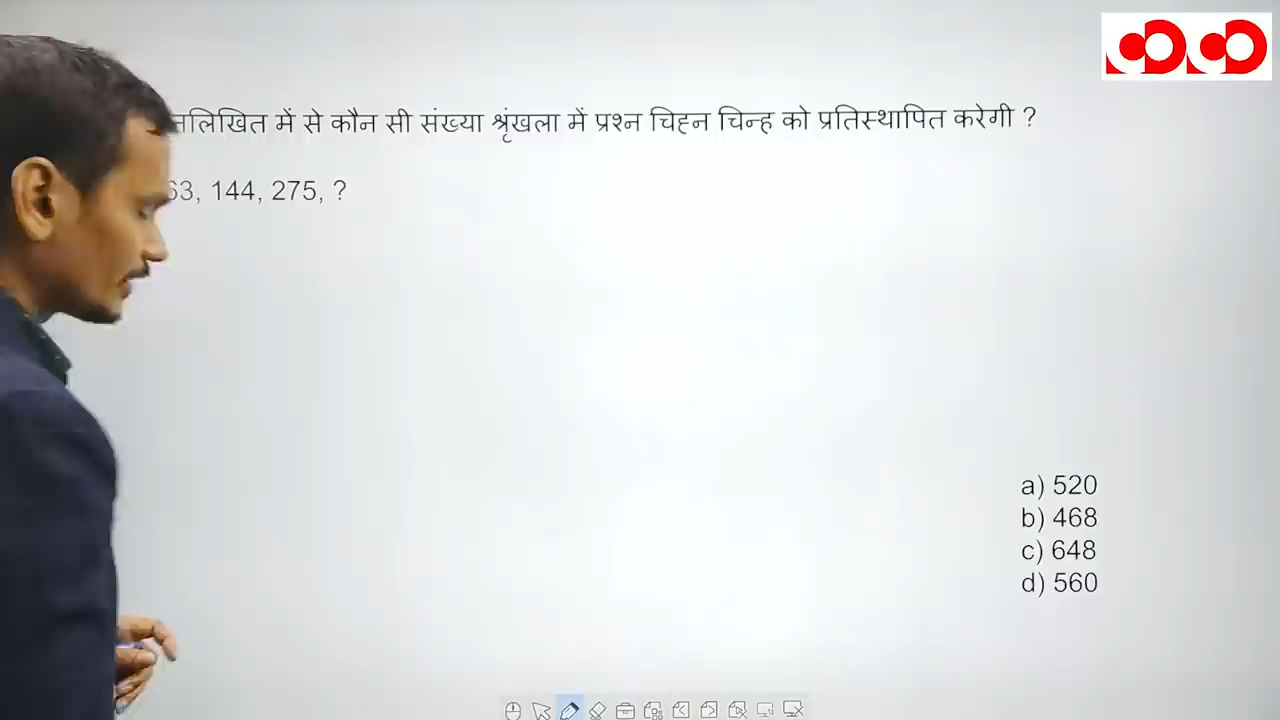 में से कौन सी संख्या श्रृंखला में प्रश्न चिह्न चिन्ह को प्रतिस्थापित करेगी ?
144, 275, ?
a) 520
b) 468
c) 648
d) 560